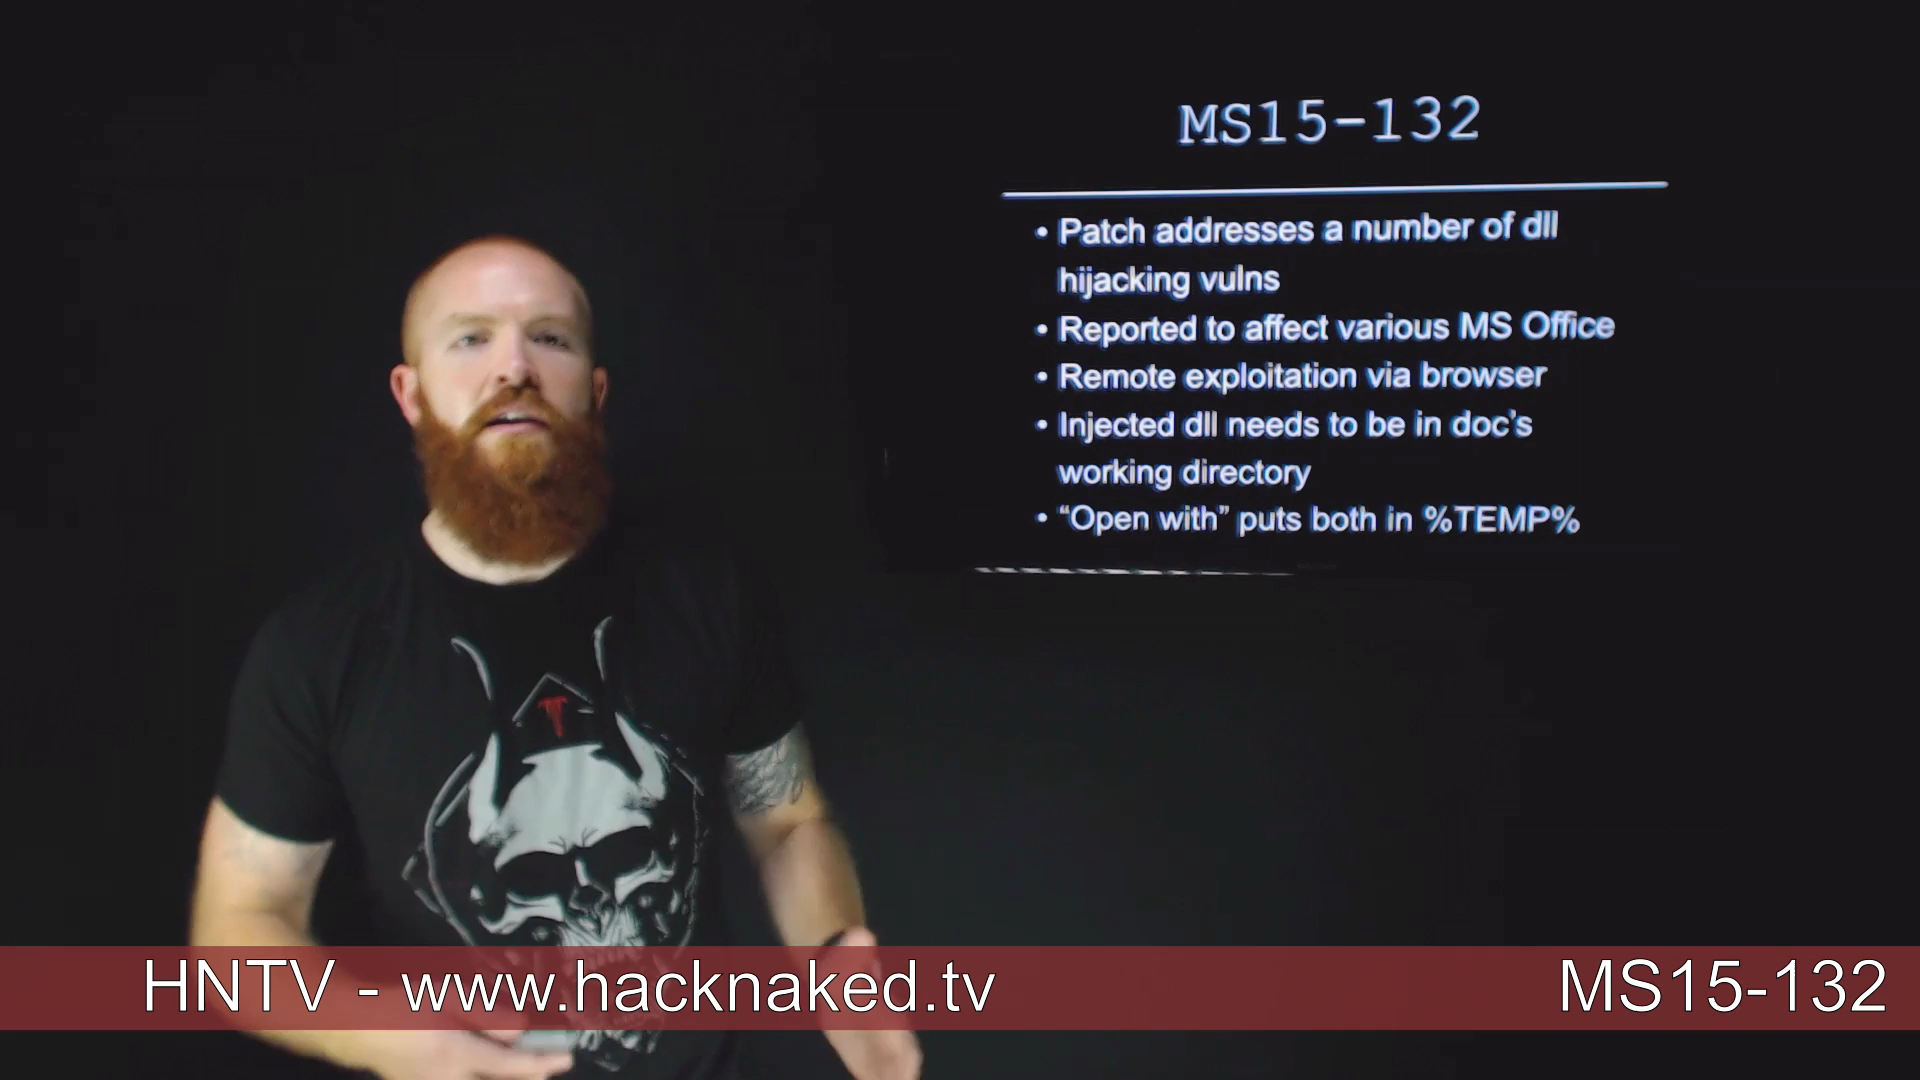 MS15-132
• Patch addresses a number of dll
hijacking vulns
• Reported to affect various MS Office
• Remote exploitation via browser
• Injected dll needs to be in doc's
working directory
• “Open with” puts both in %TEMP%
T
HNTV - www.hacknaked.tv
MS15-132